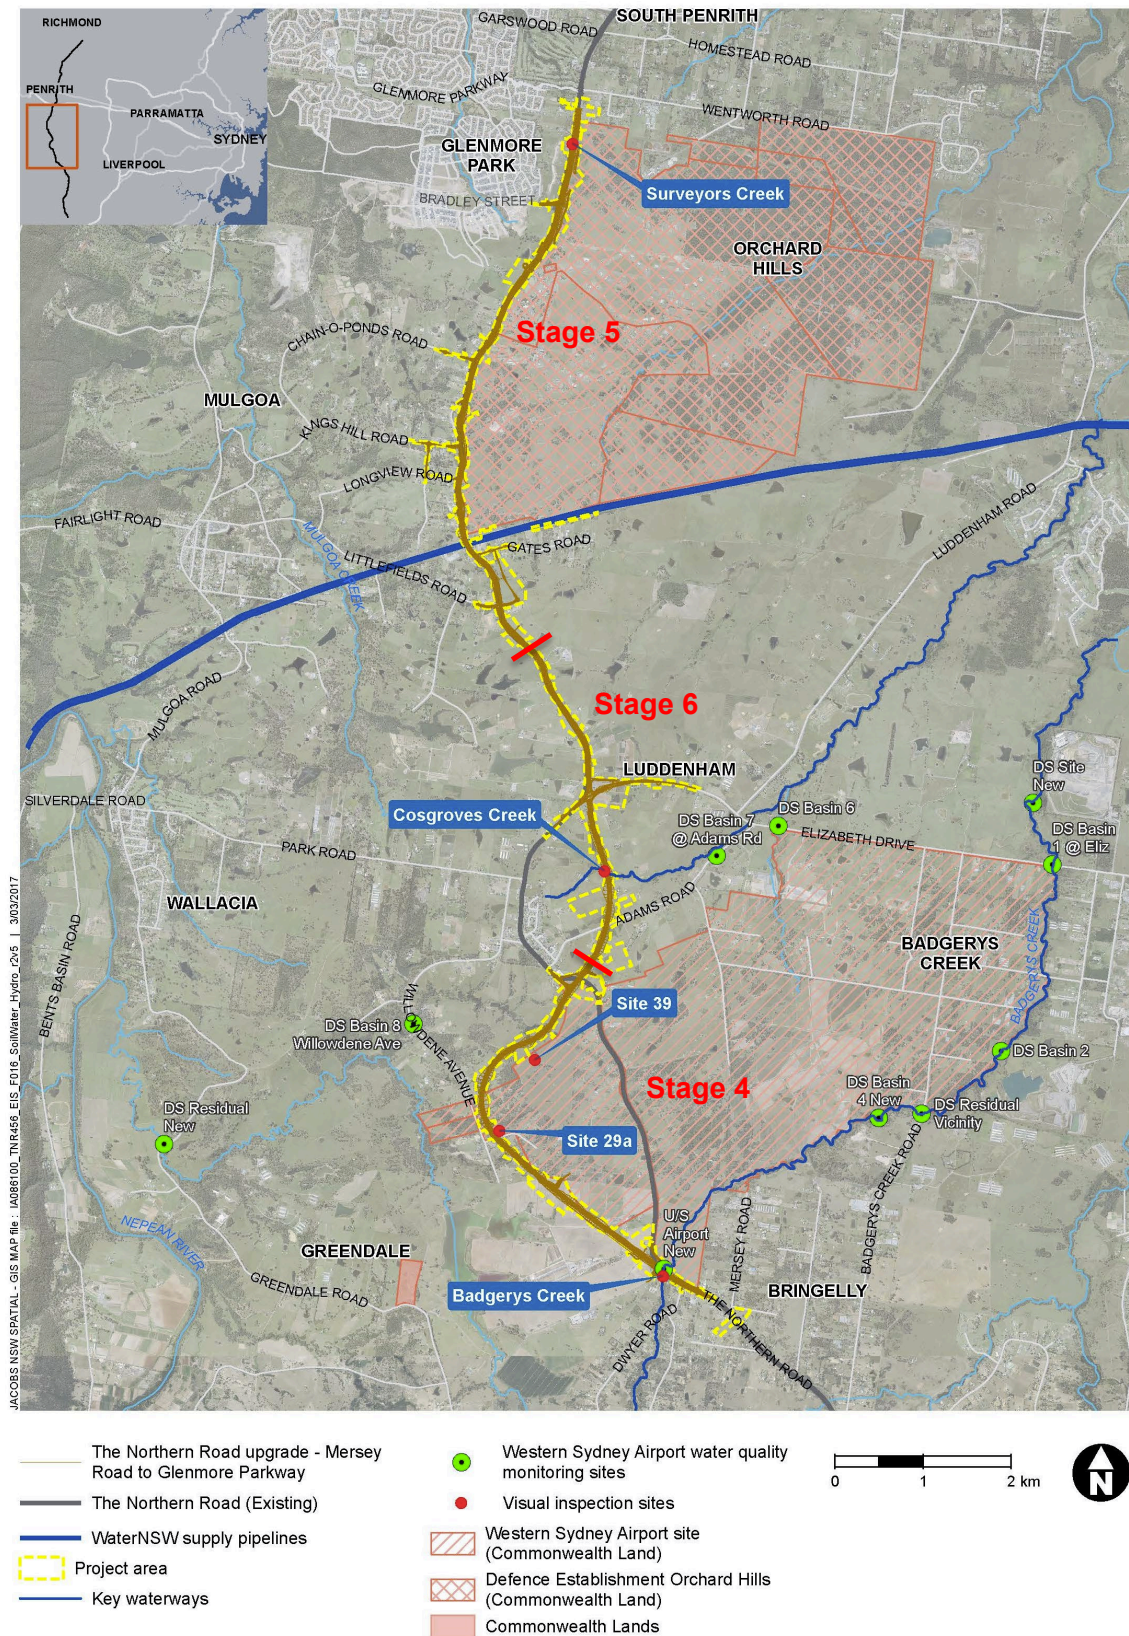 RICHMOND
PENRITH
PARRAMATTA
SYDNEY
LIVERPOOL
SOUTH PENRITH
GARSWOOD ROAD
HOMESTEAD ROAD
GLENMORE PARKWAY
WENTWORTH ROAD
GLENMORE
PARK
Surveyors Creek
BRADLEY STREET
ORCHARD
HILLS
Stage 5
CHAIN-O-PONDS ROAD
MULGOA
KINGS HILL ROAD
LONGVIEW ROAD
FAIRLIGHT ROAD
MULGOA CREEK
LITTLEFIELDS ROAD
GATES ROAD
LUDDENHAM ROAD
MULGOA ROAD
Stage 6
LUDDENHAM
DS Site
New
SILVERDALE ROAD
Cosgroves Creek
DS Basin 7
@ Adams Rd
DS Basin 6
ELIZABETH DRIVE
DS Basin
1 @ Eliz
PARK ROAD
WALLACIA
ADAMS ROAD
BADGERYS
CREEK
BADGERYS CREEK
BENTS BASIN ROAD
Site 39
DS Basin 8
Willowdene Ave
WILLOWDENE AVENUE
DS Basin 2
Stage 4
DS Basin
4 New
DS Residual
Vicinity
DS Residual
New
Site 29a
BADGERYS CREEK ROAD
MERSEY ROAD
U/S
Airport
New
NEPEAN RIVER
GREENDALE
GREENDALE ROAD
Badgerys Creek
BRINGELLY
DWYER ROAD
THE NORTHERN ROAD
JACOBS NSW SPATIAL - GIS MAP file : IA086100_TNR456_EIS_F016_SoilWater_Hydro_r2v5 | 3/03/2017
The Northern Road upgrade - Mersey
Road to Glenmore Parkway
The Northern Road (Existing)
WaterNSW supply pipelines
Project area
Key waterways
Western Sydney Airport water quality
monitoring sites
Visual inspection sites
Western Sydney Airport site
(Commonwealth Land)
Defence Establishment Orchard Hills
(Commonwealth Land)
Commonwealth Lands
0 1 2 km
N